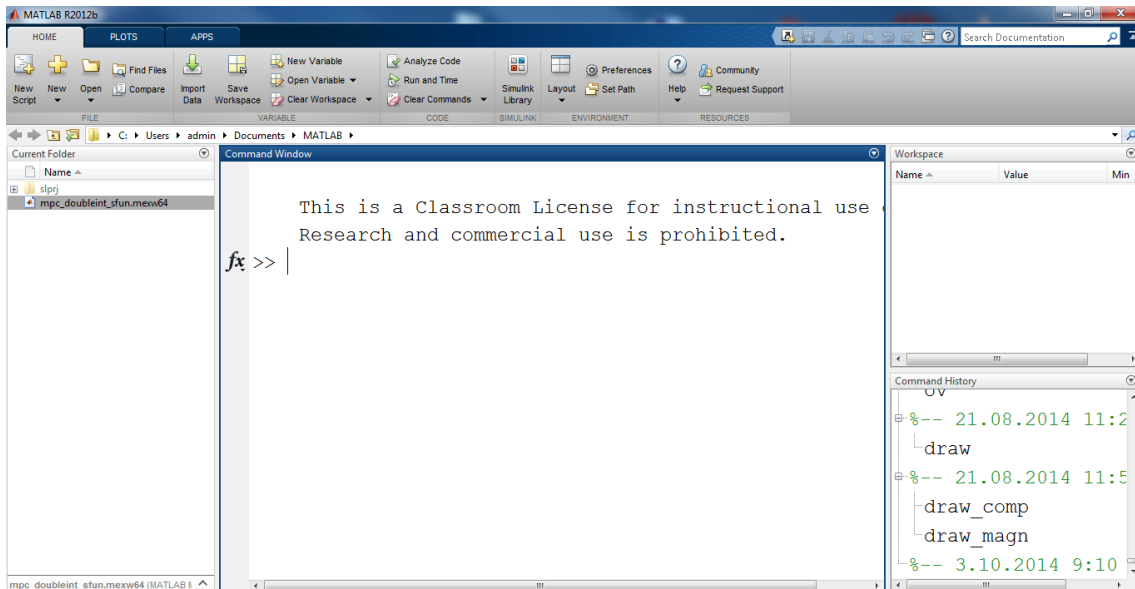 MATLAB R2012b
HOME PLOTS APPS
Search Documentation
New Script
New
Open
Find Files
Compare
Import Data
Save Workspace
New Variable
Open Variable
Clear Workspace
Analyze Code
Run and Time
Clear Commands
Simulink Library
Layout
Preferences
Set Path
Help
Community
Request Support
FILE VARIABLE CODE SIMULINK ENVIRONMENT RESOURCES
C: Users admin Documents MATLAB
Current Folder
Name
slprj
mpc_doubleint_sfun.mexw64
mpc_doubleint_sfun.mexw64 (MATLAB
Command Window
This is a Classroom License for instructional use
Research and commercial use is prohibited.
fx >>
Workspace
Name Value Min
Command History
ov
%-- 21.08.2014 11:2
draw
%-- 21.08.2014 11:5
draw_comp
draw_magn
%-- 3.10.2014 9:10